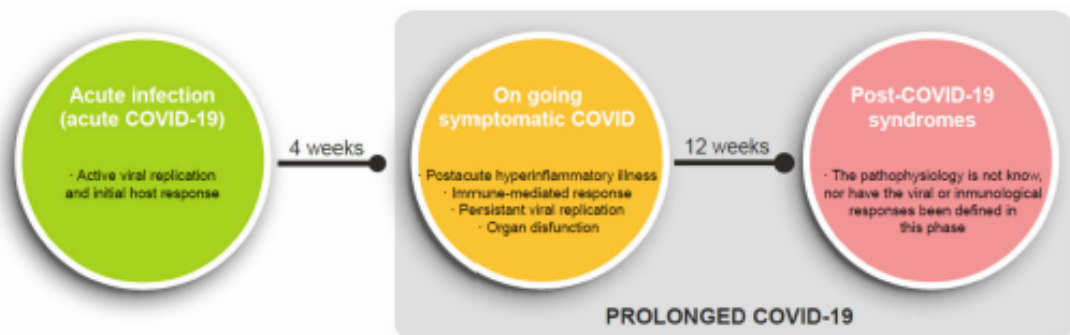 Acute infection
(acute COVID-19)
· Active viral replication
and initial host response
4 weeks
On going
symptomatic COVID
· Postacute hyperinflammatory illness
· Immune-mediated response
· Persistant viral replication
· Organ disfunction
12 weeks
Post-COVID-19
syndromes
· The pathophysiology is not know,
nor have the viral or inmunological
responses been defined in
this phase
PROLONGED COVID-19